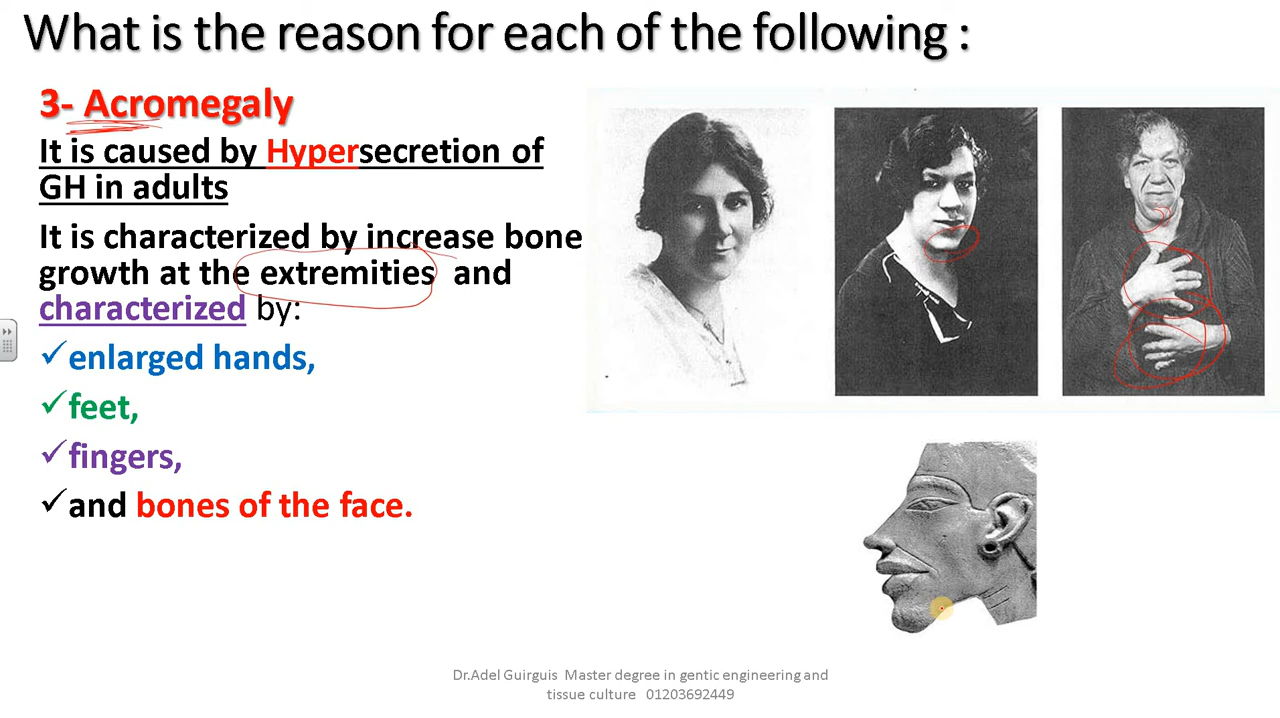 What is the reason for each of the following :
3- Acromegaly
It is caused by Hypersecretion of
GH in adults
It is characterized by increase bone
growth at the extremities and
characterized by:
✓enlarged hands,
✓feet,
✓fingers,
✓and bones of the face.
Dr.Adel Guirguis Master degree in gentic engineering and
tissue culture 01203692449